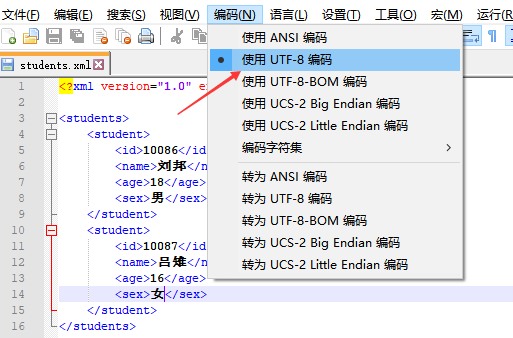 文件(F) 编辑(E) 搜索(S) 视图(V) 编码(N) 语言(L) 设置(T) 工具(O) 宏(M) 运行(R)
students.xml
使用 ANSI 编码
使用 UTF-8 编码
使用 UTF-8-BOM 编码
使用 UCS-2 Big Endian 编码
使用 UCS-2 Little Endian 编码
编码字符集
转为 ANSI 编码
转为 UTF-8 编码
转为 UTF-8-BOM 编码
转为 UCS-2 Big Endian 编码
转为 UCS-2 Little Endian 编码
1 <?xml version="1.0" e
2
3 <students>
4 <student>
5 <id>10086</id
6 <name>刘邦</n
7 <age>18</age>
8 <sex>男</sex>
9 </student>
10 <student>
11 <id>10087</id
12 <name>吕雉</n
13 <age>16</age>
14 <sex>女</sex>
15 </student>
16 </students>